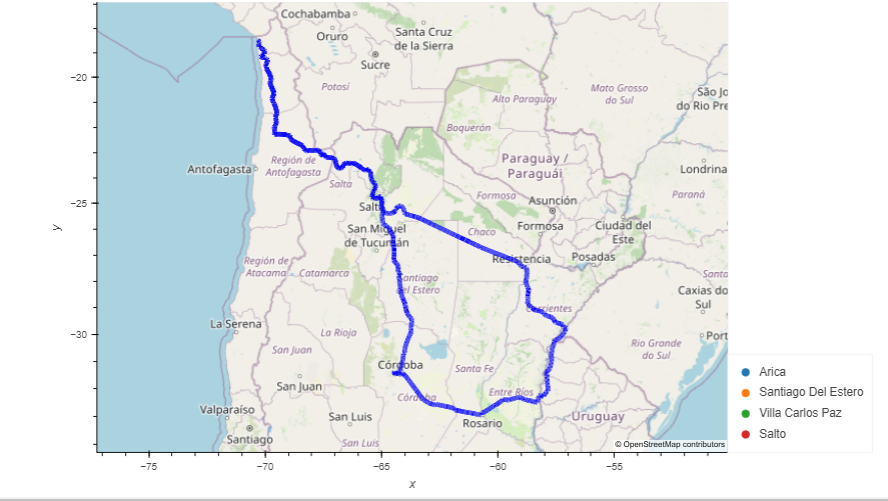 Cochabamba
Oruro
Santa Cruz
de la Sierra
Sucre
−20
Potosí
Mato Grosso
do Sul
São Jo
do Rio Pre
Alto Paraguay
Boquerón
Paraguay /
Paraguái
Antofagasta
Región de
Antofagasta
Londrina
Salta
Formosa
Asunción
Paraná
−25
Salt
San Miguel
de Tucumán
Chaco
Formosa
Ciudad del
Este
Resistencia
Posadas
Región de
Atacama
Catamarca
Santiago
del Estero
Santa
Caxias do
Sul
Corrientes
La Serena
La Rioja
−30
Port
Rio Grande
do Sul
San Juan
Córdoba
Santa Fe
San Juan
Córdoba
Entre Ríos
Valparaíso
San Luis
Rosario
Uruguay
Santiago
San Luis
© OpenStreetMap contributors
y
−75
−70
−65
−60
−55
x
Arica
Santiago Del Estero
Villa Carlos Paz
Salto